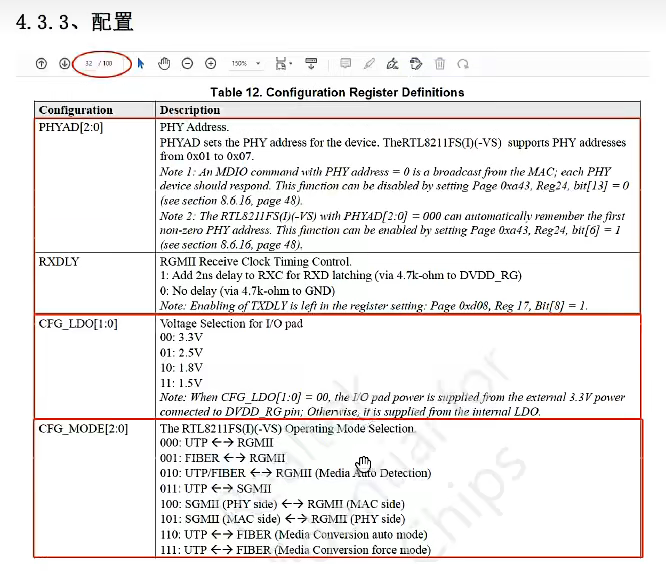 4.3.3、配置
32 / 100
150%
Table 12. Configuration Register Definitions
Configuration Description
PHYAD[2:0] PHY Address.
PHYAD sets the PHY address for the device. TheRTL8211FS(I)(-VS) supports PHY addresses
from 0x01 to 0x07.
Note 1: An MDIO command with PHY address = 0 is a broadcast from the MAC; each PHY
device should respond. This function can be disabled by setting Page 0xa43, Reg24, bit[13] = 0
(see section 8.6.16, page 48).
Note 2: The RTL8211FS(I)(-VS) with PHYAD[2:0] = 000 can automatically remember the first
non-zero PHY address. This function can be enabled by setting Page 0xa43, Reg24, bit[6] = 1
(see section 8.6.16, page 48).
RXDLY RGMII Receive Clock Timing Control.
1: Add 2ns delay to RXC for RXD latching (via 4.7k-ohm to DVDD_RG)
0: No delay (via 4.7k-ohm to GND)
Note: Enabling of TXDLY is left in the register setting: Page 0xd08, Reg 17, Bit[8] = 1.
CFG_LDO[1:0] Voltage Selection for I/O pad
00: 3.3V
01: 2.5V
10: 1.8V
11: 1.5V
Note: When CFG_LDO[1:0] = 00, the I/O pad power is supplied from the external 3.3V power
connected to DVDD_RG pin; Otherwise, it is supplied from the internal LDO.
CFG_MODE[2:0] The RTL8211FS(I)(-VS) Operating Mode Selection.
000: UTP ←→ RGMII
001: FIBER ←→ RGMII
010: UTP/FIBER ←→ RGMII (Media Auto Detection)
011: UTP ←→ SGMII
100: SGMII (PHY side) ←→ RGMII (MAC side)
101: SGMII (MAC side) ←→ RGMII (PHY side)
110: UTP ←→ FIBER (Media Conversion auto mode)
111: UTP ←→ FIBER (Media Conversion force mode)
for
Chips